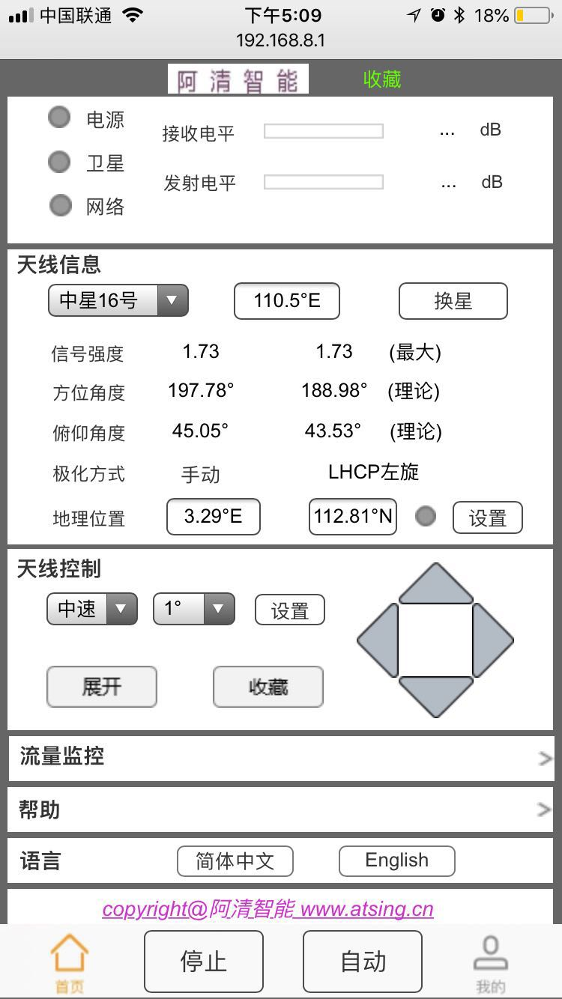 中国联通 下午5:09 18%
192.168.8.1
阿清智能 收藏
电源
接收电平 ... dB
卫星
发射电平 ... dB
网络
天线信息
中星16号 110.5°E 换星
信号强度 1.73 1.73 (最大)
方位角度 197.78° 188.98° (理论)
俯仰角度 45.05° 43.53° (理论)
极化方式 手动 LHCP左旋
地理位置 3.29°E 112.81°N 设置
天线控制
中速 1° 设置
展开 收藏
流量监控 >
帮助 >
语言 简体中文 English
copyright@阿清智能 www.atsing.cn
首页 停止 自动 我的